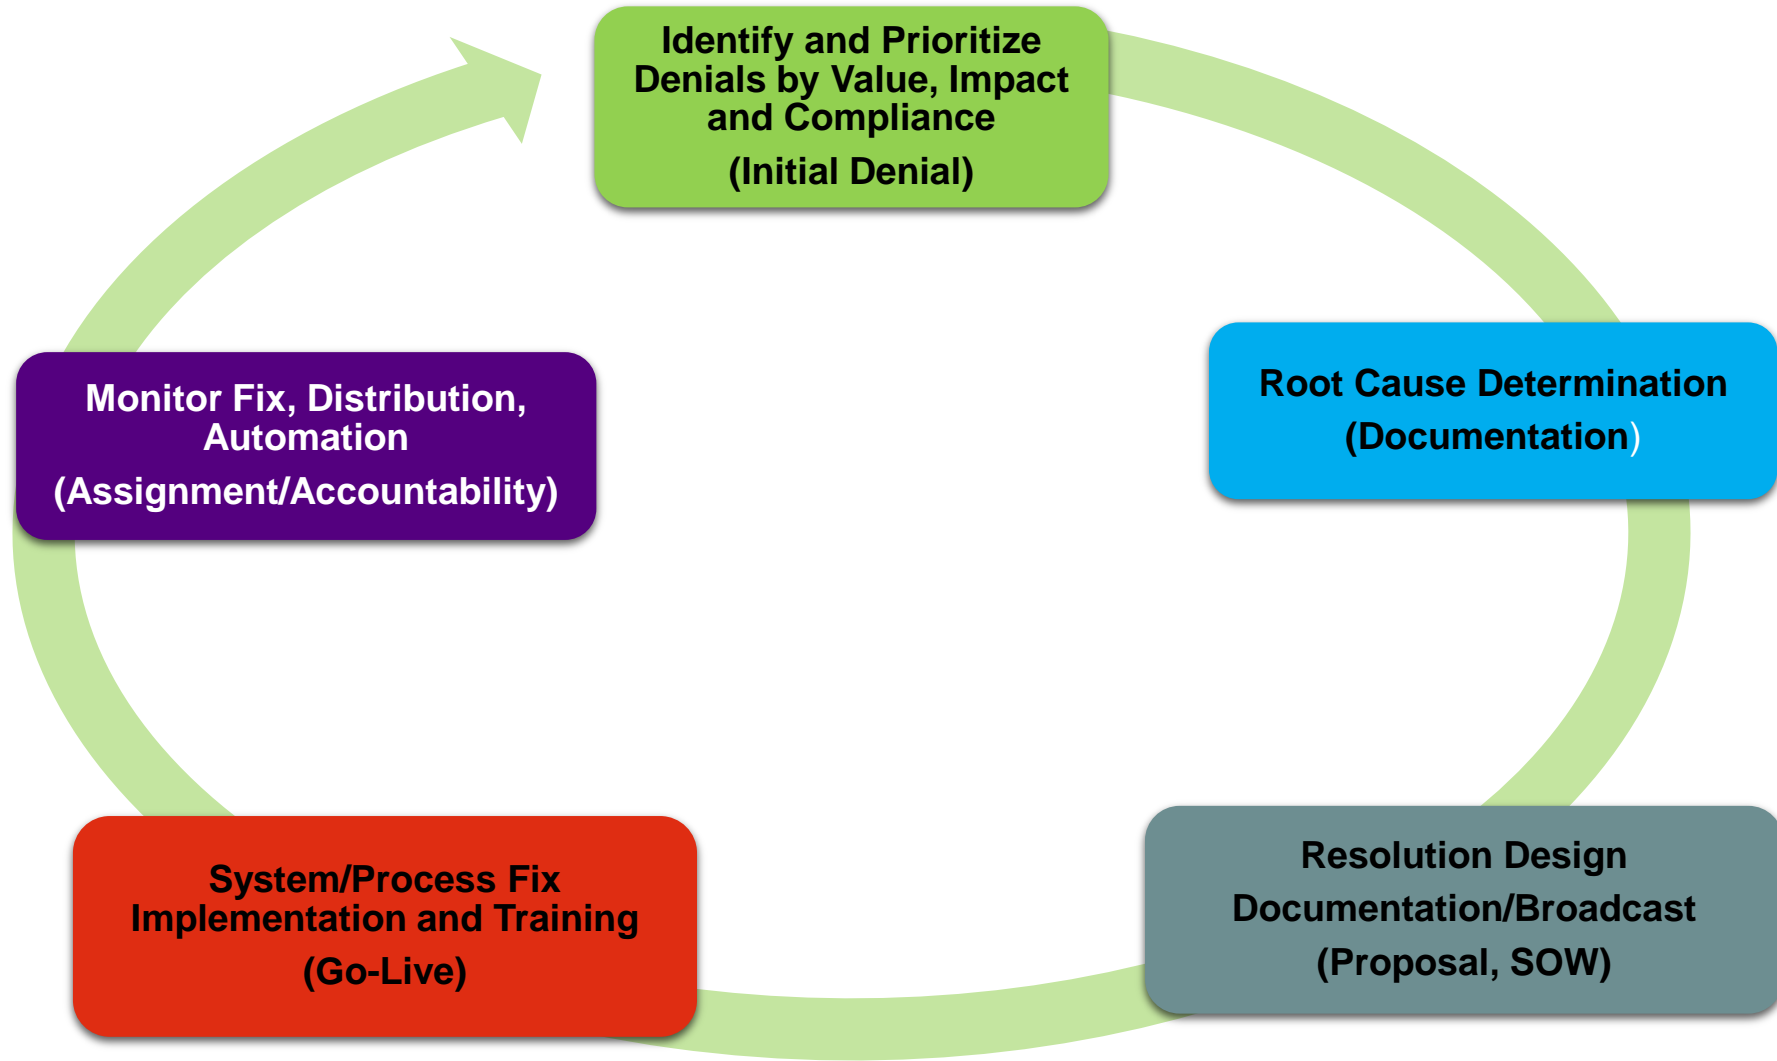 Identify and Prioritize
Denials by Value, Impact
and Compliance
(Initial Denial)
Root Cause Determination
(Documentation)
Resolution Design
Documentation/Broadcast
(Proposal, SOW)
System/Process Fix
Implementation and Training
(Go-Live)
Monitor Fix, Distribution,
Automation
(Assignment/Accountability)